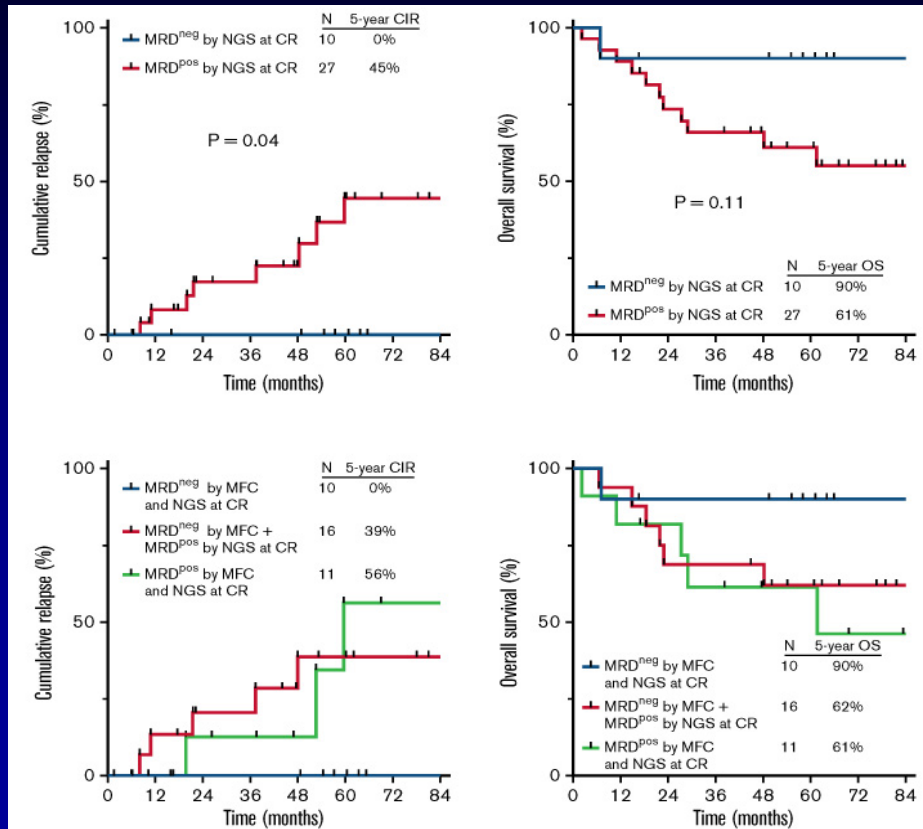 N 5-year CIR
MRDneg by NGS at CR 10 0%
MRDpos by NGS at CR 27 45%
P = 0.04
Cumulative relapse (%)
100
50
0
0 12 24 36 48 60 72 84
Time (months)
100
50
0
Overall survival (%)
P = 0.11
N 5-year OS
MRDneg by NGS at CR 10 90%
MRDpos by NGS at CR 27 61%
0 12 24 36 48 60 72 84
Time (months)
N 5-year CIR
MRDneg by MFC 10 0%
and NGS at CR
MRDneg by MFC + 16 39%
MRDpos by NGS at CR
MRDpos by MFC 11 56%
and NGS at CR
Cumulative relapse (%)
100
50
0
0 12 24 36 48 60 72 84
Time (months)
100
50
0
Overall survival (%)
N 5-year OS
MRDneg by MFC 10 90%
and NGS at CR
MRDneg by MFC + 16 62%
MRDpos by NGS at CR
MRDpos by MFC 11 61%
and NGS at CR
0 12 24 36 48 60 72 84
Time (months)